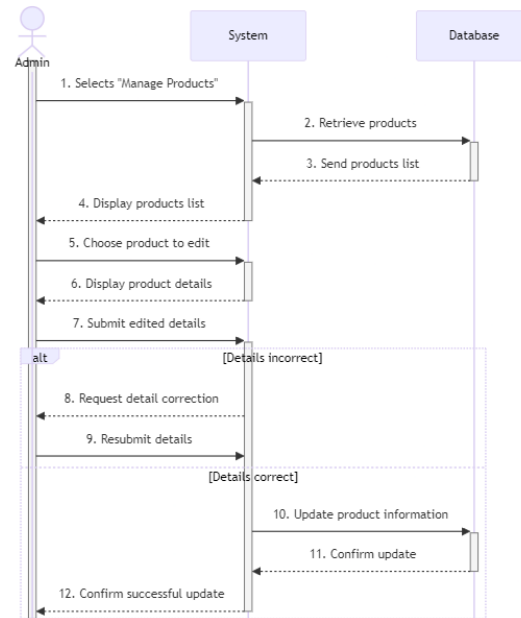 System
Database
Admin
1. Selects "Manage Products"
2. Retrieve products
3. Send products list
4. Display products list
5. Choose product to edit
6. Display product details
7. Submit edited details
alt
[Details incorrect]
8. Request detail correction
9. Resubmit details
[Details correct]
10. Update product information
11. Confirm update
12. Confirm successful update